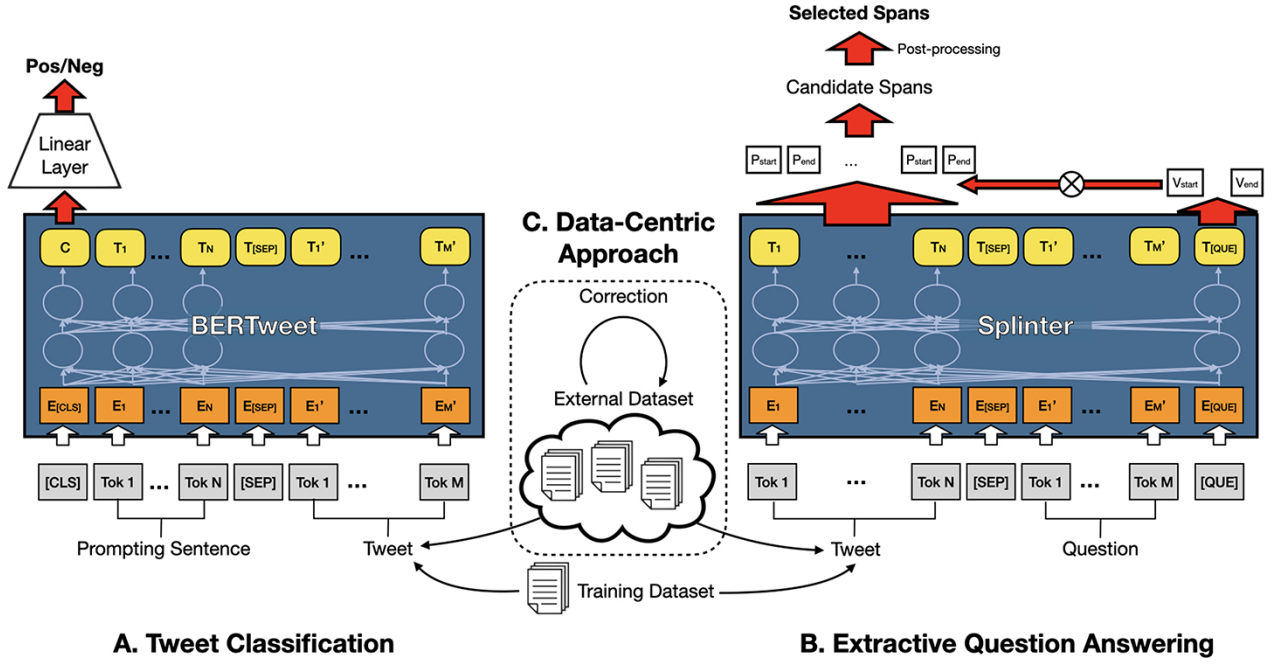 Selected Spans
Post-processing
Candidate Spans
Pos/Neg
Linear
Layer
Pstart Pend ... Pstart Pend
Vstart Vend
C T1 ... TN T[SEP] T1' ... TM'
BERTweet
E[CLS] E1 ... EN E[SEP] E1' ... EM'
[CLS] Tok 1 ... Tok N [SEP] Tok 1 ... Tok M
Prompting Sentence Tweet
A. Tweet Classification
C. Data-Centric
Approach
Correction
External Dataset
Training Dataset
T1 ... TN T[SEP] T1' ... TM' T[QUE]
Splinter
E1 ... EN E[SEP] E1' ... EM' E[QUE]
Tok 1 ... Tok N [SEP] Tok 1 ... Tok M [QUE]
Tweet Question
B. Extractive Question Answering